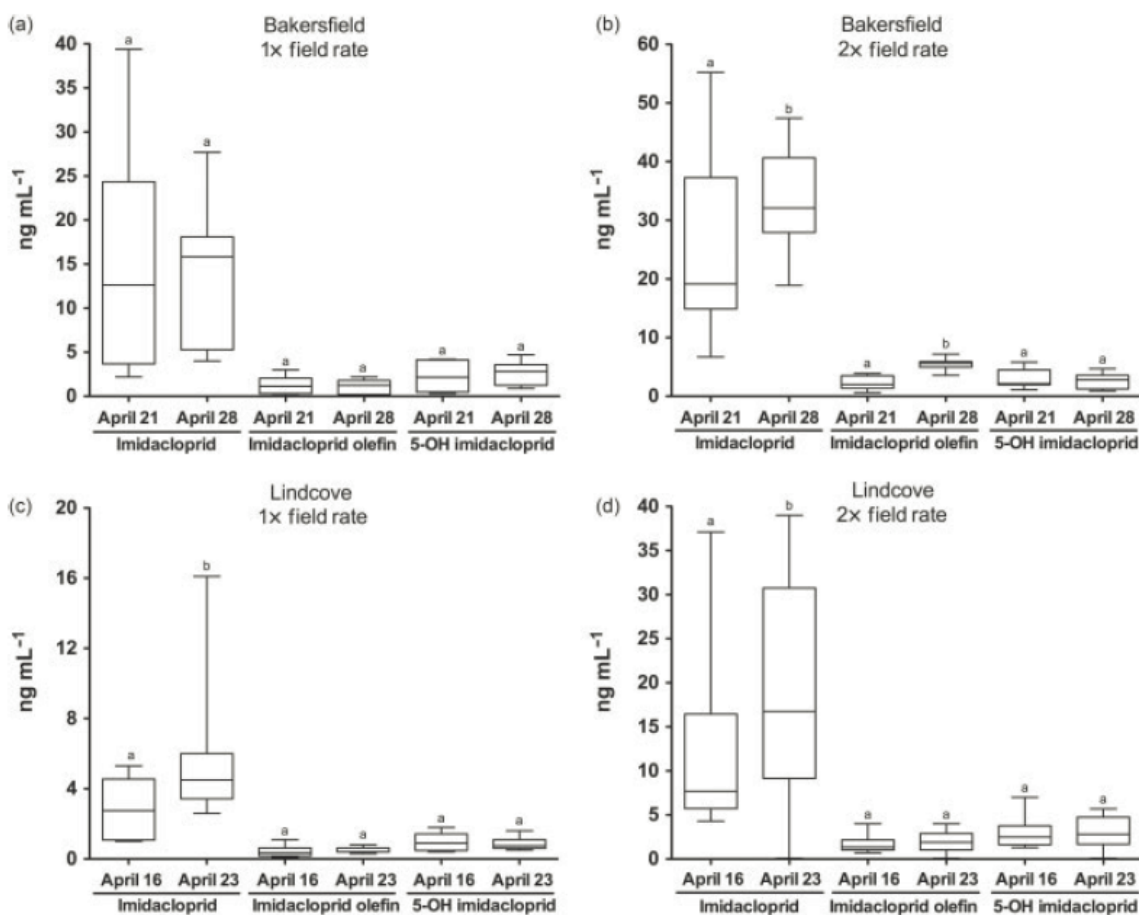 (a)
Bakersfield
1× field rate
40
35
30
25
20
15
10
5
0
ng mL⁻¹
a
a
a
a
a
a
April 21 April 28 April 21 April 28 April 21 April 28
Imidacloprid Imidacloprid olefin 5-OH imidacloprid
(b)
Bakersfield
2× field rate
60
50
40
30
20
10
0
ng mL⁻¹
a
b
a
b
a
a
April 21 April 28 April 21 April 28 April 21 April 28
Imidacloprid Imidacloprid olefin 5-OH imidacloprid
(c)
Lindcove
1× field rate
20
16
12
8
4
0
ng mL⁻¹
a
b
a
a
a
a
April 16 April 23 April 16 April 23 April 16 April 23
Imidacloprid Imidacloprid olefin 5-OH imidacloprid
(d)
Lindcove
2× field rate
40
35
30
25
20
15
10
5
0
ng mL⁻¹
a
b
a
a
a
a
April 16 April 23 April 16 April 23 April 16 April 23
Imidacloprid Imidacloprid olefin 5-OH imidacloprid